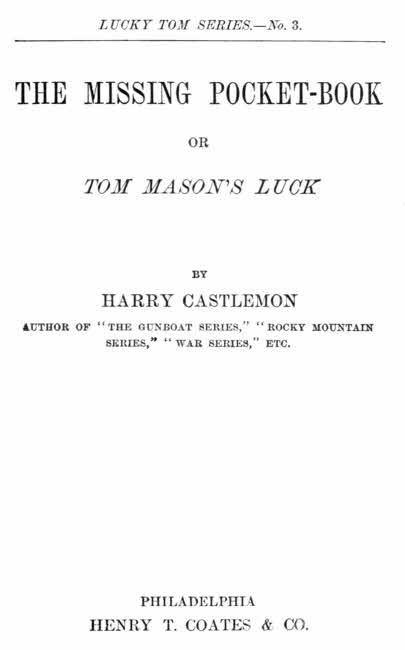 LUCKY TOM SERIES.—No. 3.
THE MISSING POCKET-BOOK
OR
TOM MASON'S LUCK
BY
HARRY CASTLEMON
AUTHOR OF "THE GUNBOAT SERIES," "ROCKY MOUNTAIN
SERIES," "WAR SERIES," ETC.
PHILADELPHIA
HENRY T. COATES & CO.